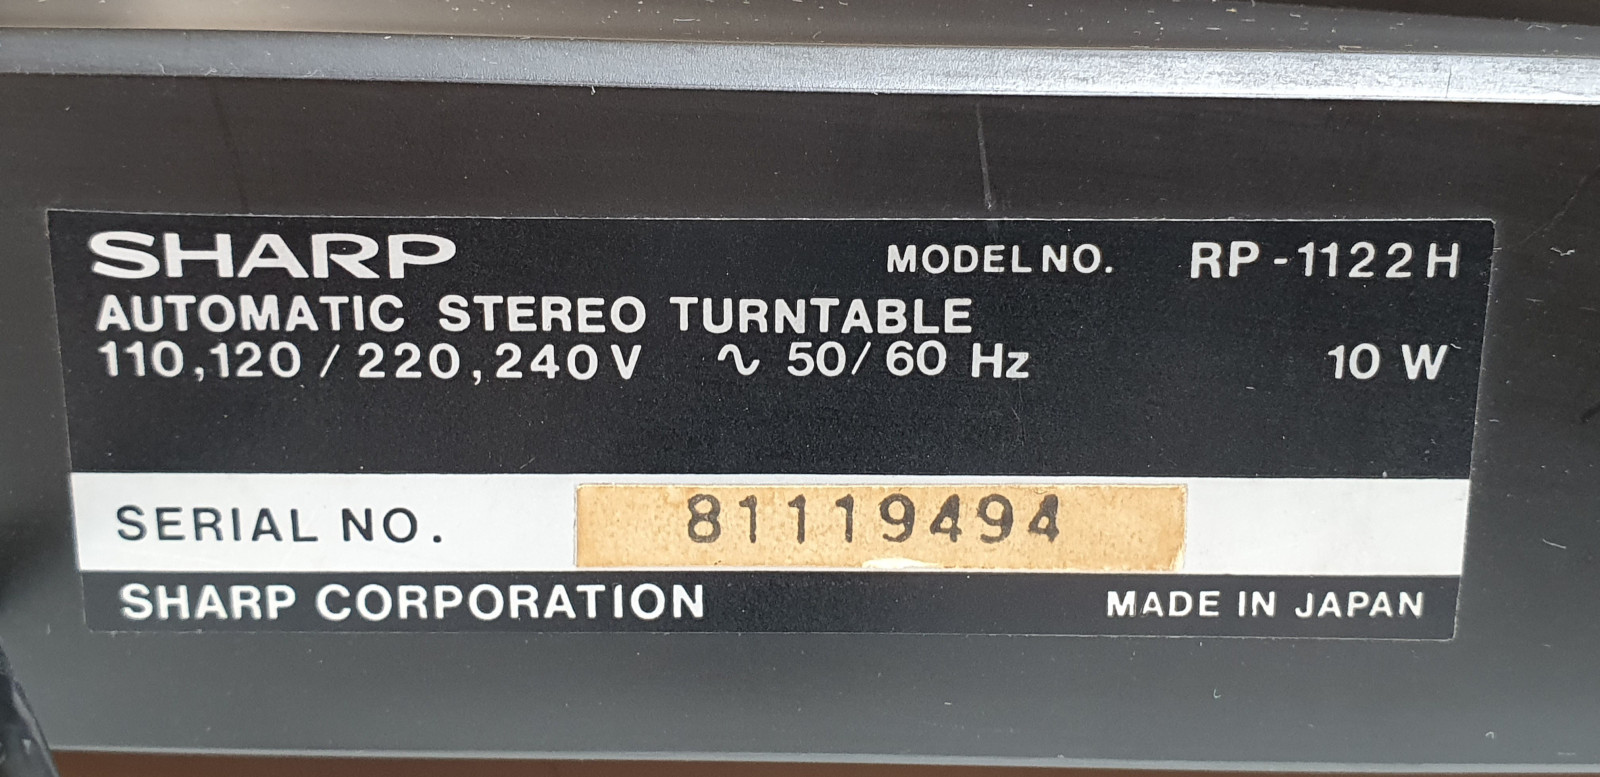 SHARP MODEL NO. RP-1122H
AUTOMATIC STEREO TURNTABLE
110,120/220,240V ∿ 50/60 Hz 10 W
SERIAL NO. 81119494
SHARP CORPORATION MADE IN JAPAN